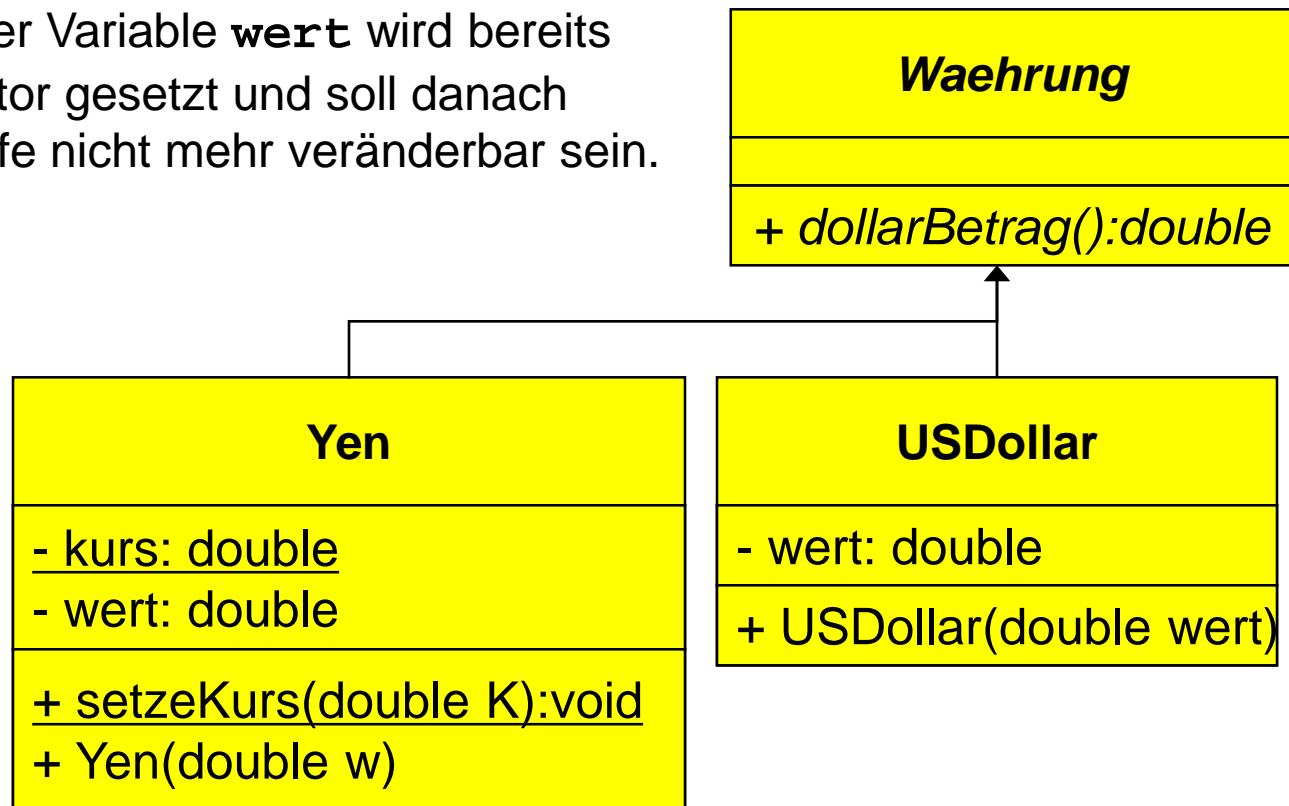 er Variable wert wird bereits
tor gesetzt und soll danach
fe nicht mehr veränderbar sein.
Waehrung
+ dollarBetrag():double
Yen
- kurs: double
- wert: double
+ setzeKurs(double K):void
+ Yen(double w)
USDollar
- wert: double
+ USDollar(double wert)